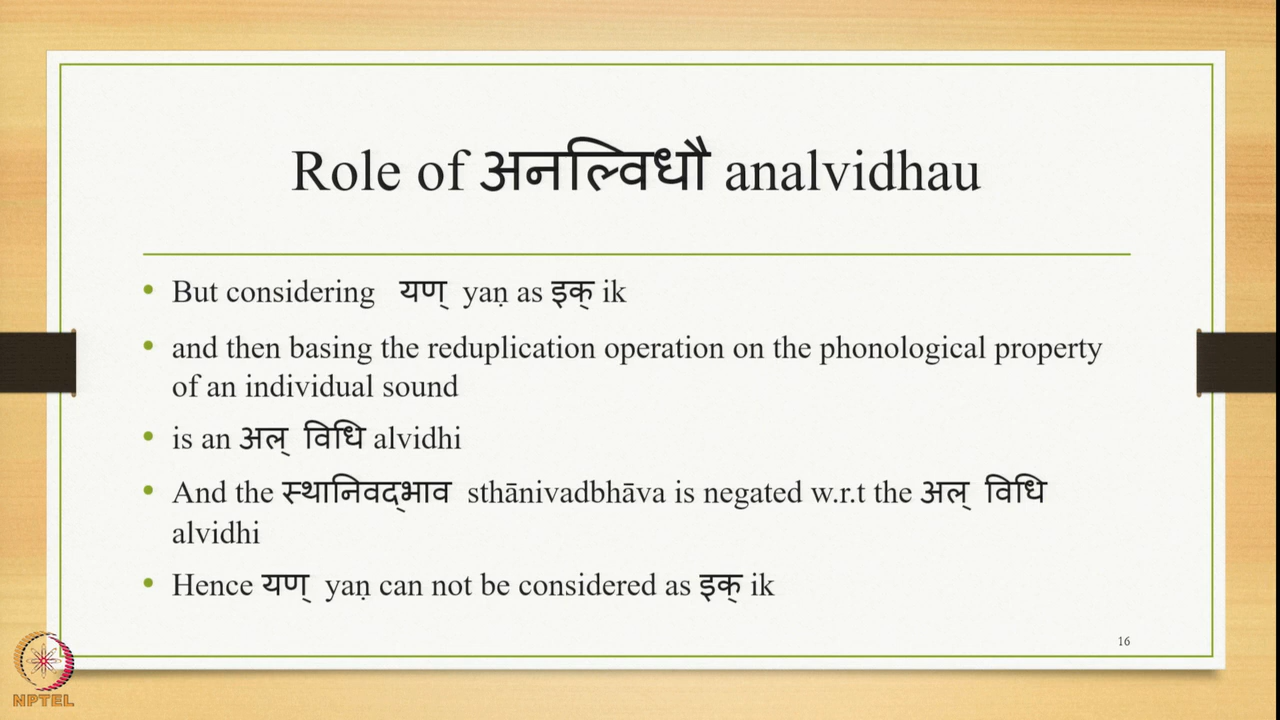 Role of अनल्विधौ analvidhau
• But considering यण् yaṇ as इक् ik
• and then basing the reduplication operation on the phonological property
of an individual sound
• is an अल् विधि alvidhi
• And the स्थानिवद्भाव sthānivadbhāva is negated w.r.t the अल् विधि
alvidhi
• Hence यण् yaṇ can not be considered as इक् ik
16
NPTEL